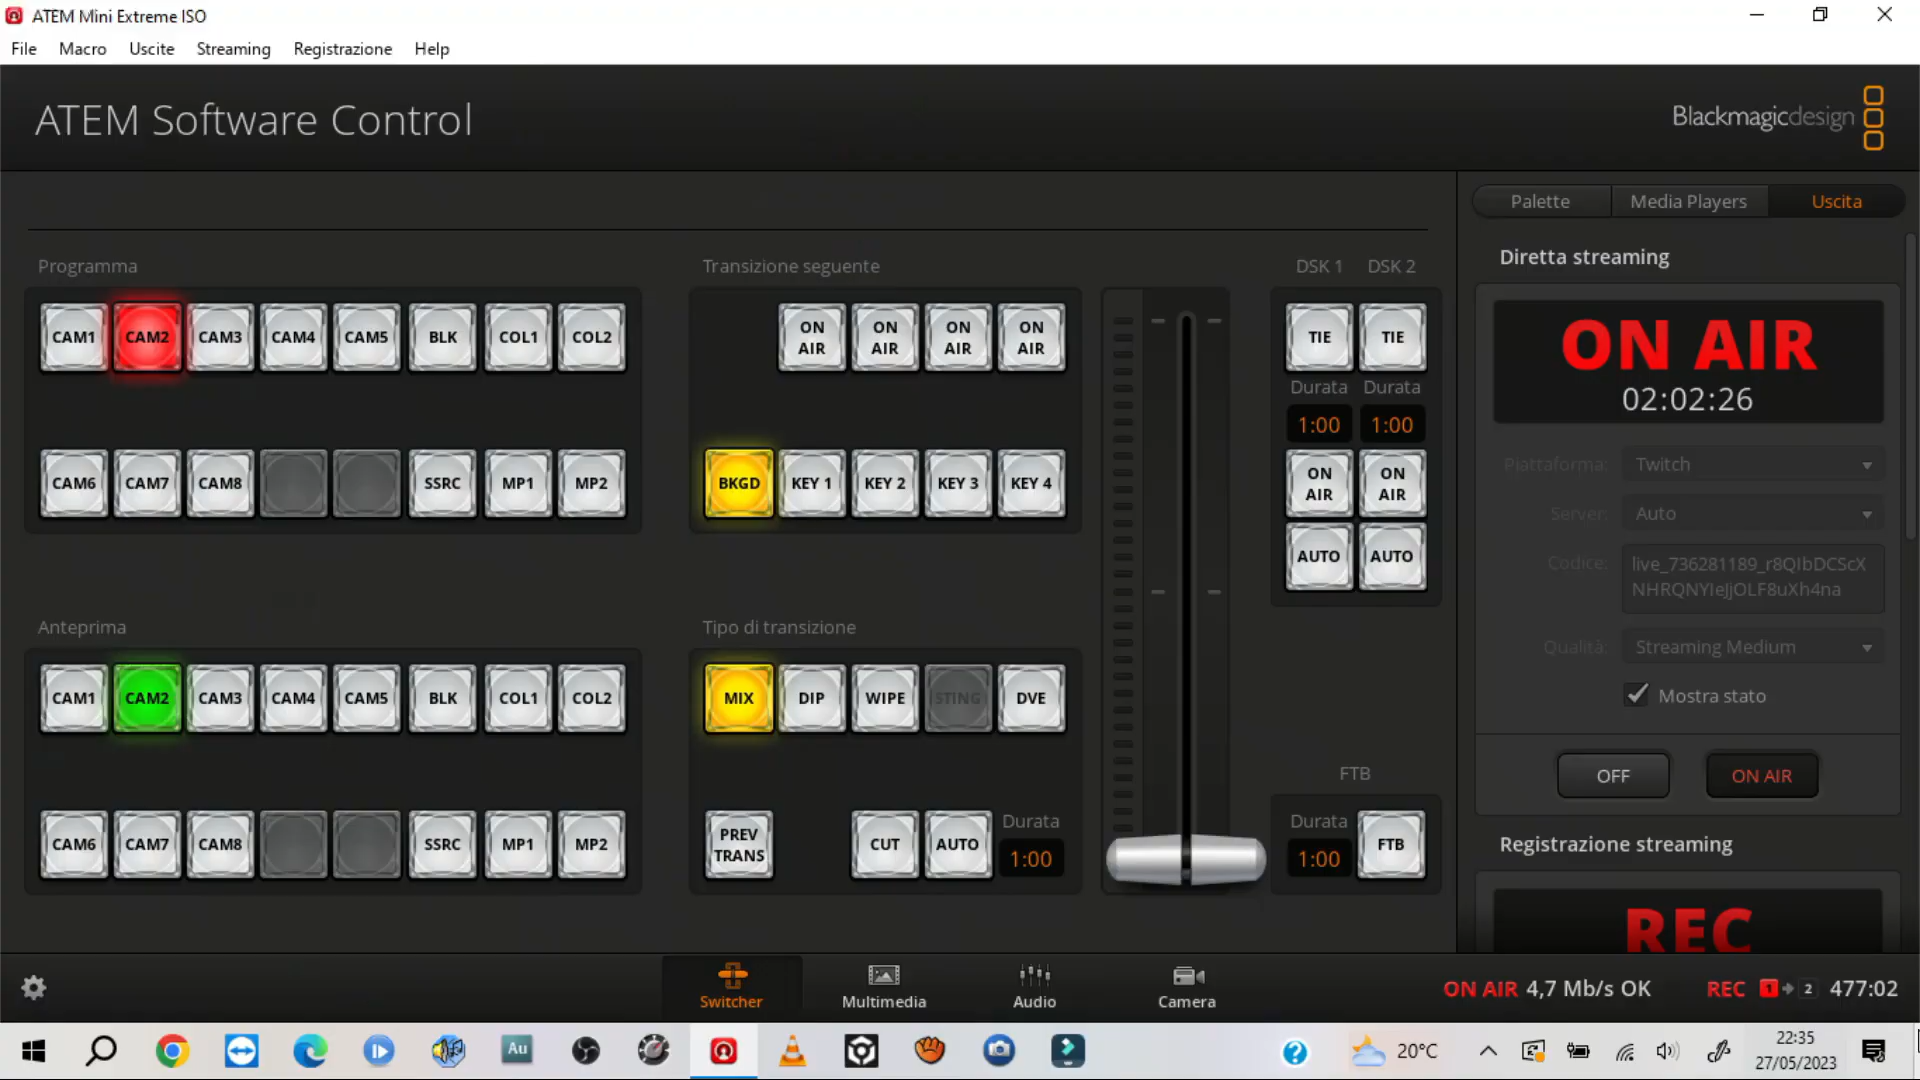 ATEM Mini Extreme ISO
File Macro Uscite Streaming Registrazione Help
ATEM Software Control
Blackmagicdesign
Palette Media Players Uscita
Diretta streaming
Programma
Transizione seguente
DSK 1 DSK 2
CAM1 CAM2 CAM3 CAM4 CAM5 BLK COL1 COL2
ON AIR ON AIR ON AIR ON AIR
TIE TIE
Durata Durata
1:00 1:00
ON AIR
02:02:26
CAM6 CAM7 CAM8 SSRC MP1 MP2
BKGD KEY 1 KEY 2 KEY 3 KEY 4
ON AIR ON AIR
AUTO AUTO
Piattaforma: Twitch
Server: Auto
Codice: live_736281189_r8QIbDCScX
NHRQNYIeJjOLF8uXh4na
Qualità: Streaming Medium
Mostra stato
OFF ON AIR
Anteprima
Tipo di transizione
CAM1 CAM2 CAM3 CAM4 CAM5 BLK COL1 COL2
MIX DIP WIPE STING DVE
FTB
CAM6 CAM7 CAM8 SSRC MP1 MP2
PREV TRANS CUT AUTO
Durata
1:00
Durata
1:00
FTB
Registrazione streaming
REC
Switcher Multimedia Audio Camera
ON AIR 4,7 Mb/s OK REC 1 2 477:02
Au
20°C
22:35
27/05/2023